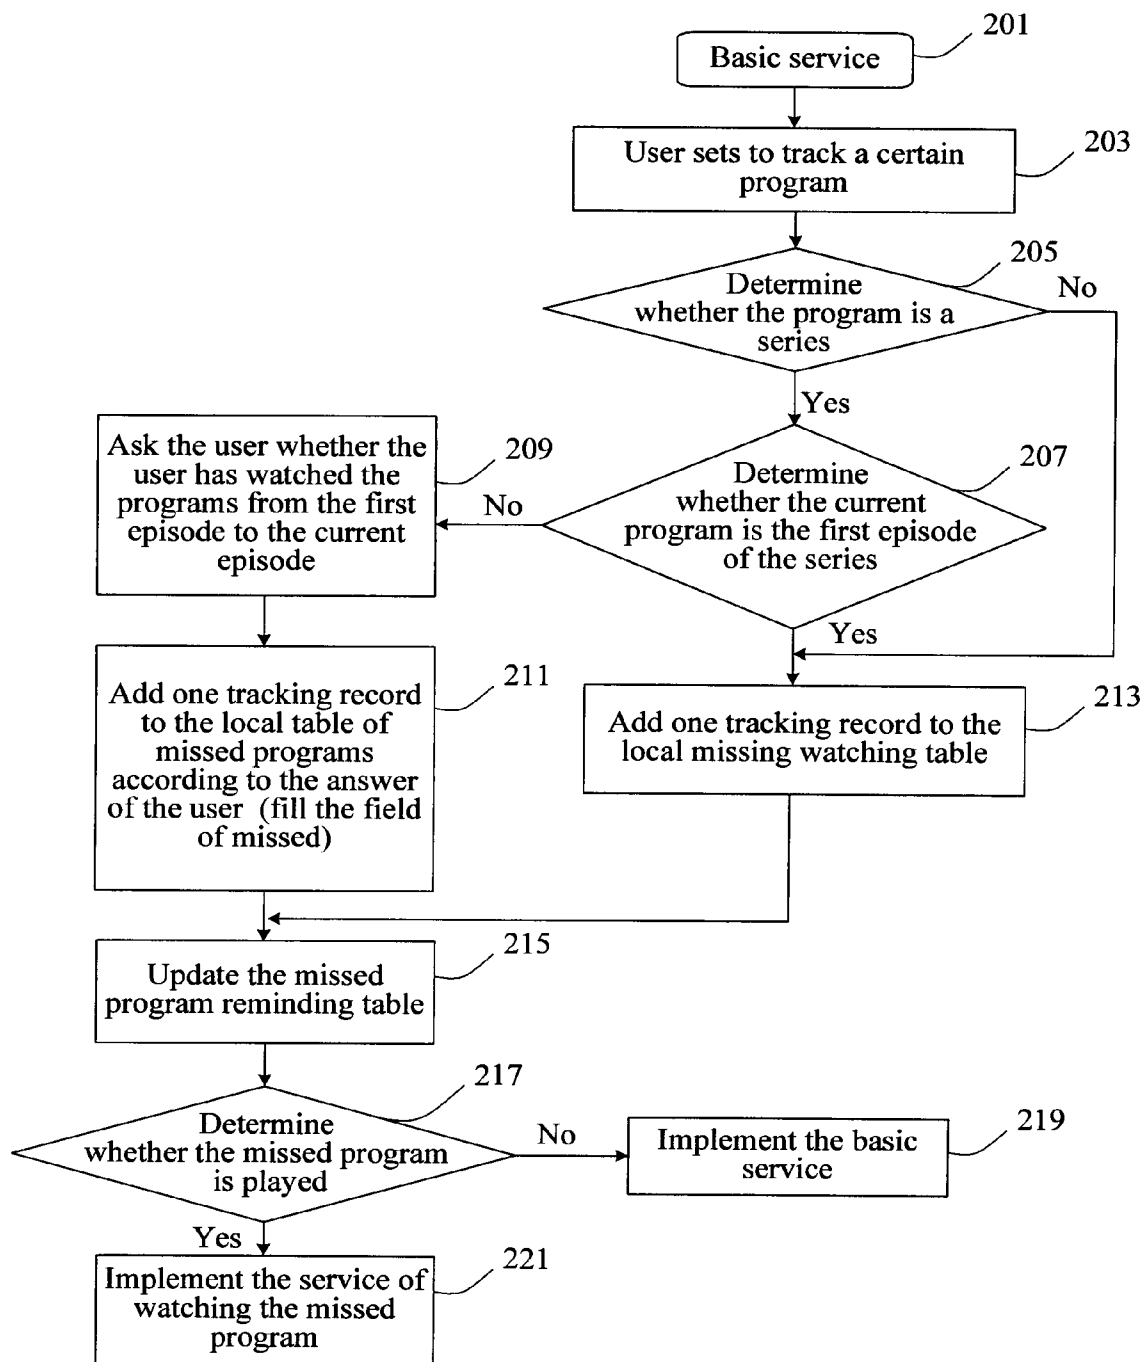 201
Basic service
203
User sets to track a certain
program
205
No
Determine
whether the program is a
series
Yes
Ask the user whether the
user has watched the
programs from the first
episode to the current
episode
209
No
207
Determine
whether the current
program is the first episode
of the series
Yes
211
Add one tracking record
to the local table of
missed programs
according to the answer
of the user (fill the field
of missed)
213
Add one tracking record to the
local missing watching table
215
Update the missed
program reminding table
217
Determine
whether the missed program
is played
No
219
Implement the basic
service
Yes
221
Implement the service of
watching the missed
program